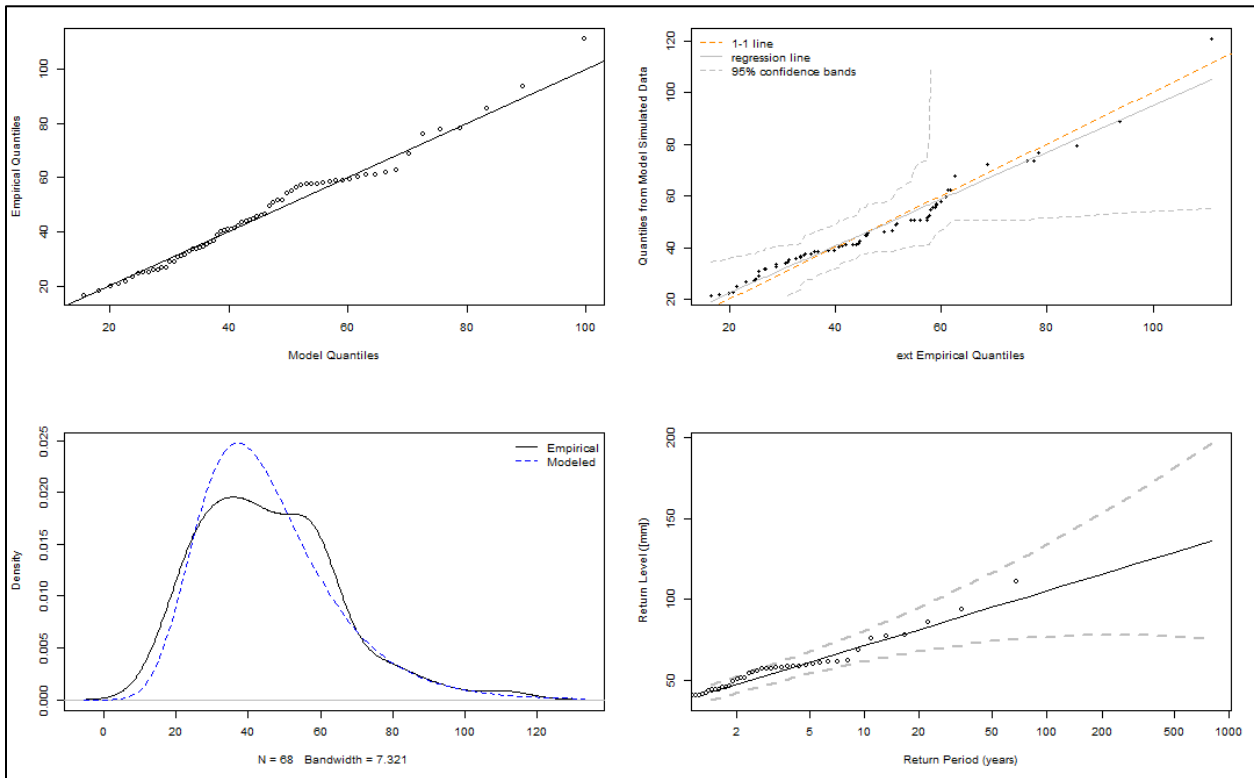 Empirical Quantiles
100
80
60
40
20
20 40 60 80 100
Model Quantiles
1-1 line
regression line
95% confidence bands
Quantiles from Model Simulated Data
120
100
80
60
40
20
20 40 60 80 100
ext Empirical Quantiles
Empirical
Modeled
Density
0.025
0.020
0.015
0.010
0.005
0.000
0 20 40 60 80 100 120
N = 68 Bandwidth = 7.321
Return Level ([mm])
200
150
100
50
2 5 10 20 50 100 200 500 1000
Return Period (years)